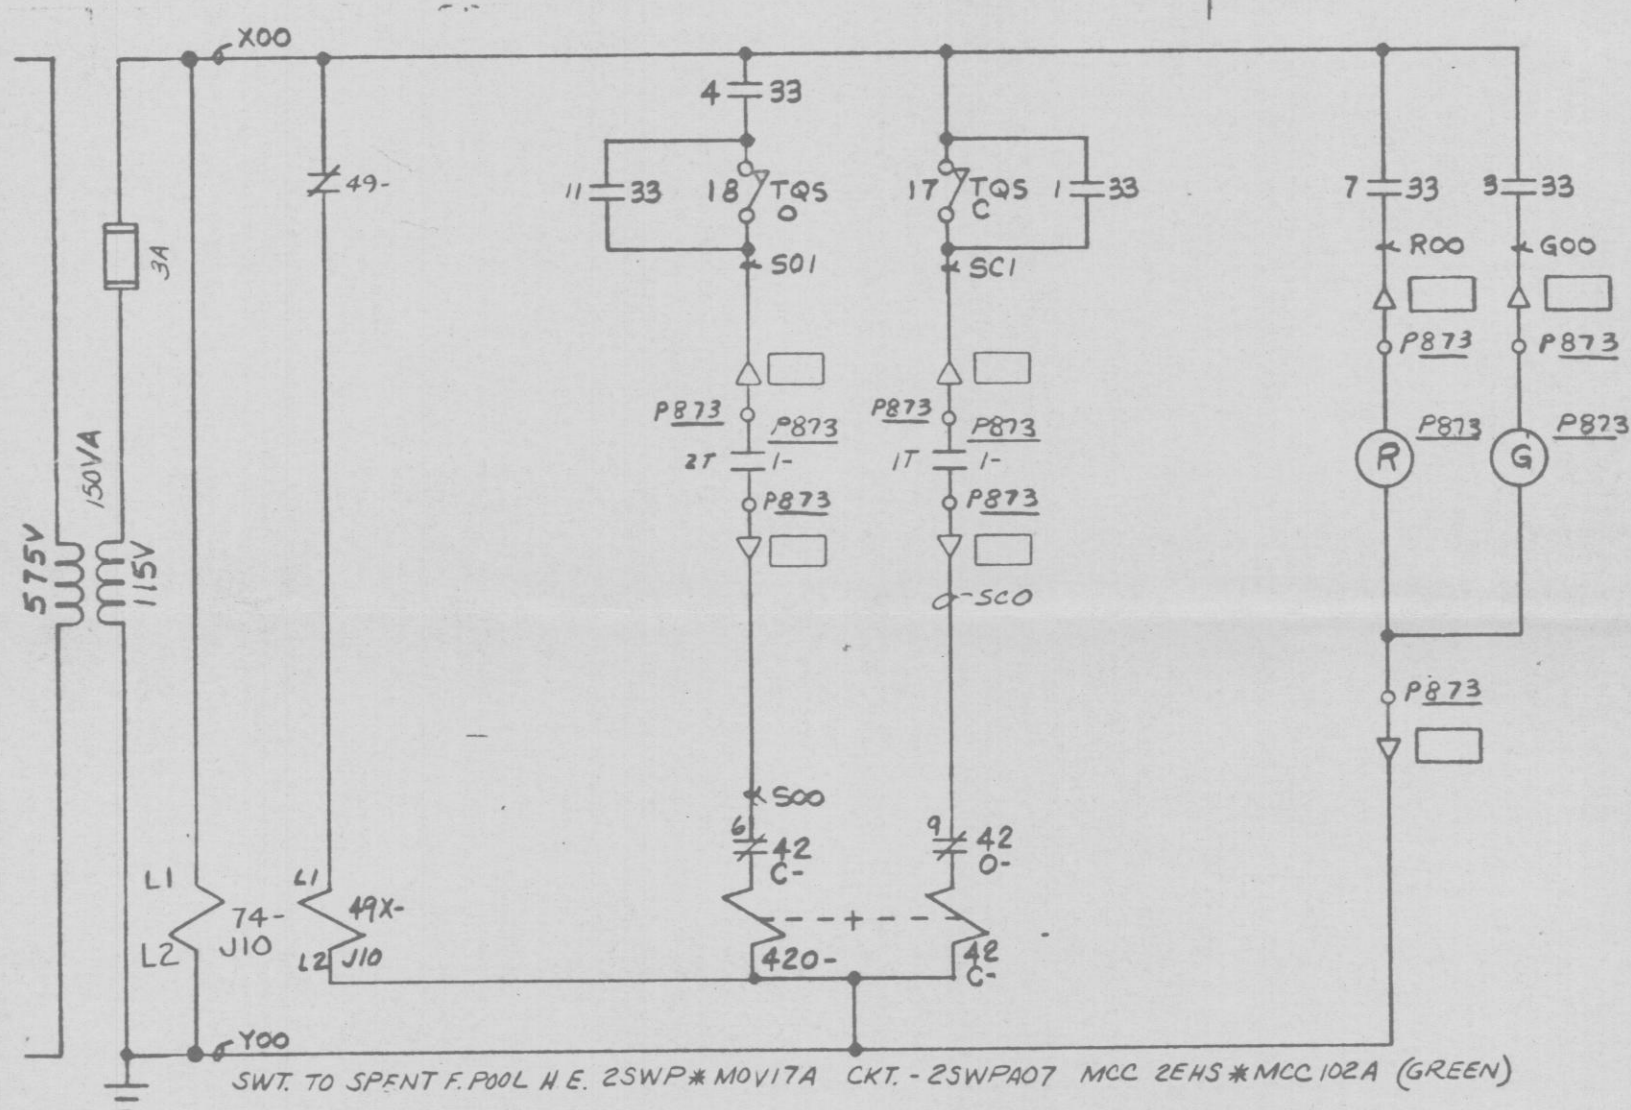 X00
4 33
49-
11 33
18 TQS
O
17 TQS
C
1 33
7 33
3 33
3A
S01
SC1
R00
G00
P873
P873
P873
P873
P873
P873
2T 1-
1T 1-
P873
P873
R
G
P873
P873
150VA
575V
115V
SC0
P873
S00
6 42
C-
9 42
O-
L1
L1
74-
J10
49X-
L2
L2 J10
420-
42
C-
Y00
SWT. TO SPENT F. POOL H.E. 2SWP*MOV17A CKT. - 2SWPA07 MCC 2EHS*MCC102A (GREEN)